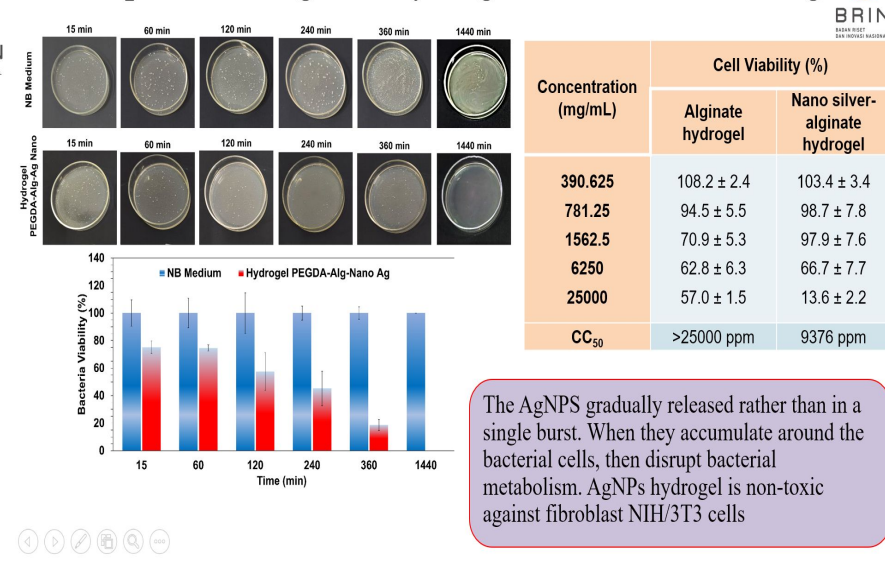 BRIN
BADAN RISET
DAN INOVASI NASIONAL
15 min 60 min 120 min 240 min 360 min 1440 min
NB Medium
15 min 60 min 120 min 240 min 360 min 1440 min
Hydrogel
PEGDA-Alg-Ag Nano
140
120
100
80
60
40
20
0
Bacteria Viability (%)
NB Medium Hydrogel PEGDA-Alg-Nano Ag
15 60 120 240 360 1440
Time (min)
Concentration
(mg/mL)
Cell Viability (%)
Alginate
hydrogel
Nano silver-
alginate
hydrogel
390.625 108.2 ± 2.4 103.4 ± 3.4
781.25 94.5 ± 5.5 98.7 ± 7.8
1562.5 70.9 ± 5.3 97.9 ± 7.6
6250 62.8 ± 6.3 66.7 ± 7.7
25000 57.0 ± 1.5 13.6 ± 2.2
CC50 >25000 ppm 9376 ppm
The AgNPS gradually released rather than in a
single burst. When they accumulate around the
bacterial cells, then disrupt bacterial
metabolism. AgNPs hydrogel is non-toxic
against fibroblast NIH/3T3 cells